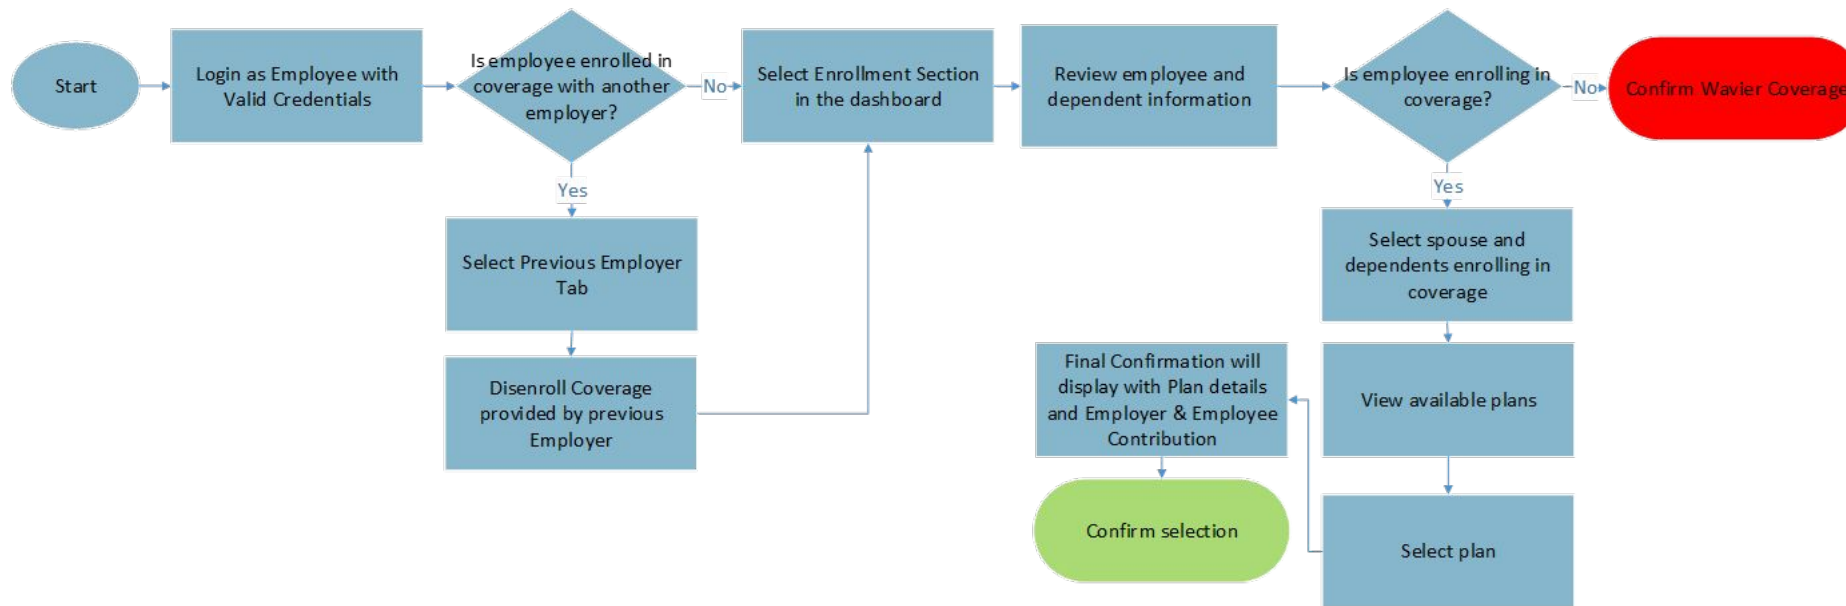 Start
Login as Employee with
Valid Credentials
Is employee enrolled in
coverage with another
employer?
No
Select Enrollment Section
in the dashboard
Review employee and
dependent information
Is employee enrolling in
coverage?
No
Confirm Wavier Coverage
Yes
Select Previous Employer
Tab
Disenroll Coverage
provided by previous
Employer
Yes
Select spouse and
dependents enrolling in
coverage
View available plans
Select plan
Final Confirmation will
display with Plan details
and Employer & Employee
Contribution
Confirm selection